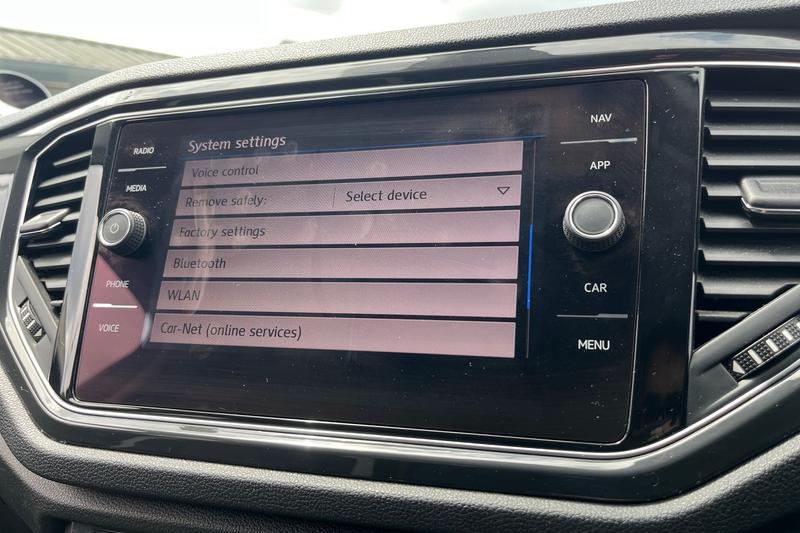 System settings
Voice control
Remove safely: Select device
Factory settings
Bluetooth
WLAN
Car-Net (online services)
RADIO
MEDIA
PHONE
VOICE
NAV
APP
CAR
MENU